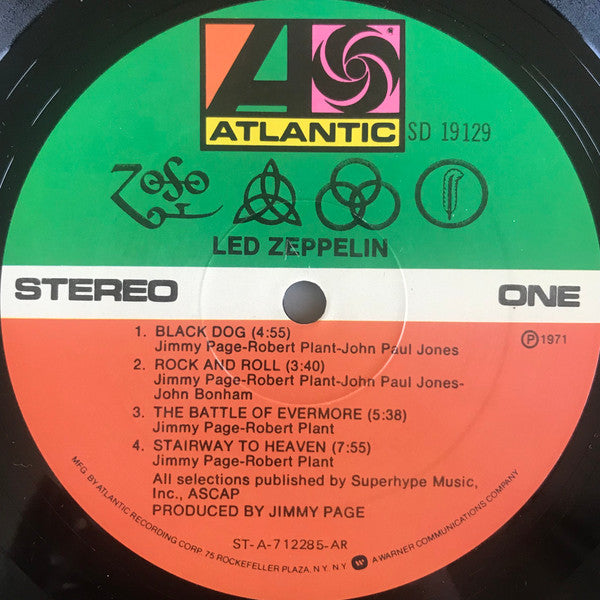 ATLANTIC SD 19129
LED ZEPPELIN
STEREO ONE
1. BLACK DOG (4:55)
Jimmy Page-Robert Plant-John Paul Jones
℗1971
2. ROCK AND ROLL (3:40)
Jimmy Page-Robert Plant-John Paul Jones-
John Bonham
3. THE BATTLE OF EVERMORE (5:38)
Jimmy Page-Robert Plant
4. STAIRWAY TO HEAVEN (7:55)
Jimmy Page-Robert Plant
All selections published by Superhype Music,
Inc., ASCAP
PRODUCED BY JIMMY PAGE
ST-A-712285-AR
MFG. BY ATLANTIC RECORDING CORP. 75 ROCKEFELLER PLAZA, N.Y. N.Y. A WARNER COMMUNICATIONS COMPANY